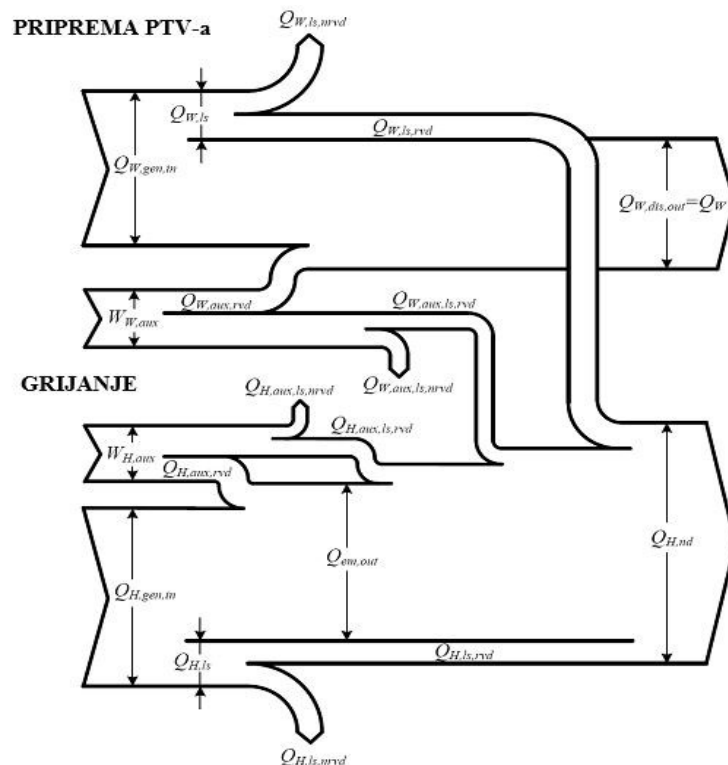 PRIPREMA PTV-a
Q_{W,ls,nrvd}
Q_{W,ls}
Q_{W,ls,rvd}
Q_{W,gen,in}
Q_{W,dis,out}=Q_W
Q_{W,aux,rvd}
Q_{W,aux,ls,rvd}
W_{W,aux}
GRIJANJE
Q_{H,aux,ls,nrvd}
Q_{W,aux,ls,nrvd}
Q_{H,aux,ls,rvd}
W_{H,aux}
Q_{H,aux,rvd}
Q_{H,nd}
Q_{em,out}
Q_{H,gen,in}
Q_{H,ls}
Q_{H,ls,rvd}
Q_{H,ls,nrvd}